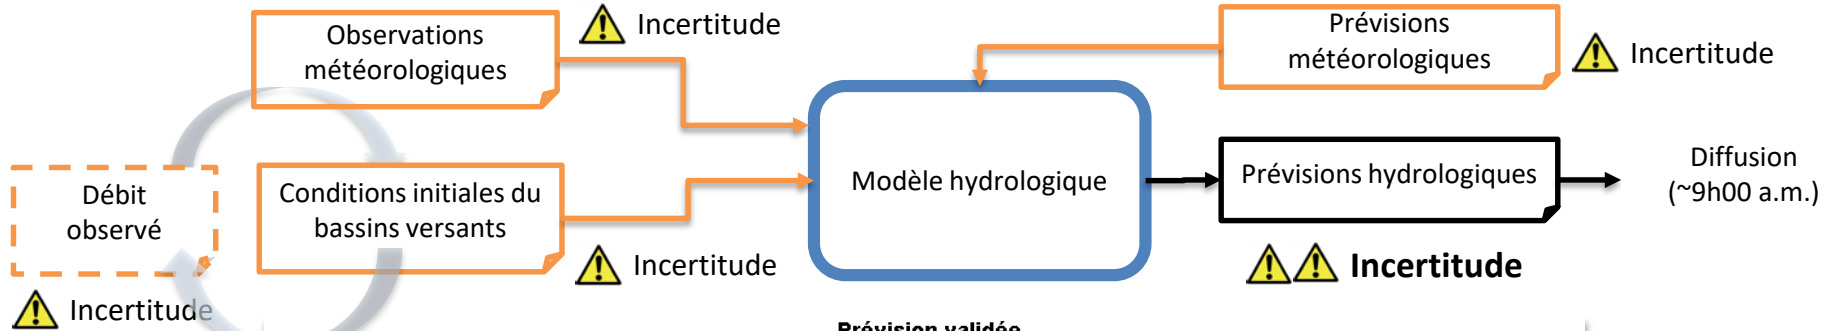 Observations
météorologiques
Incertitude
Prévisions
météorologiques
Incertitude
Débit
observé
Incertitude
Conditions initiales du
bassins versants
Incertitude
Modèle hydrologique
Prévisions hydrologiques
Incertitude
Diffusion
(~9h00 a.m.)
Prévision validée